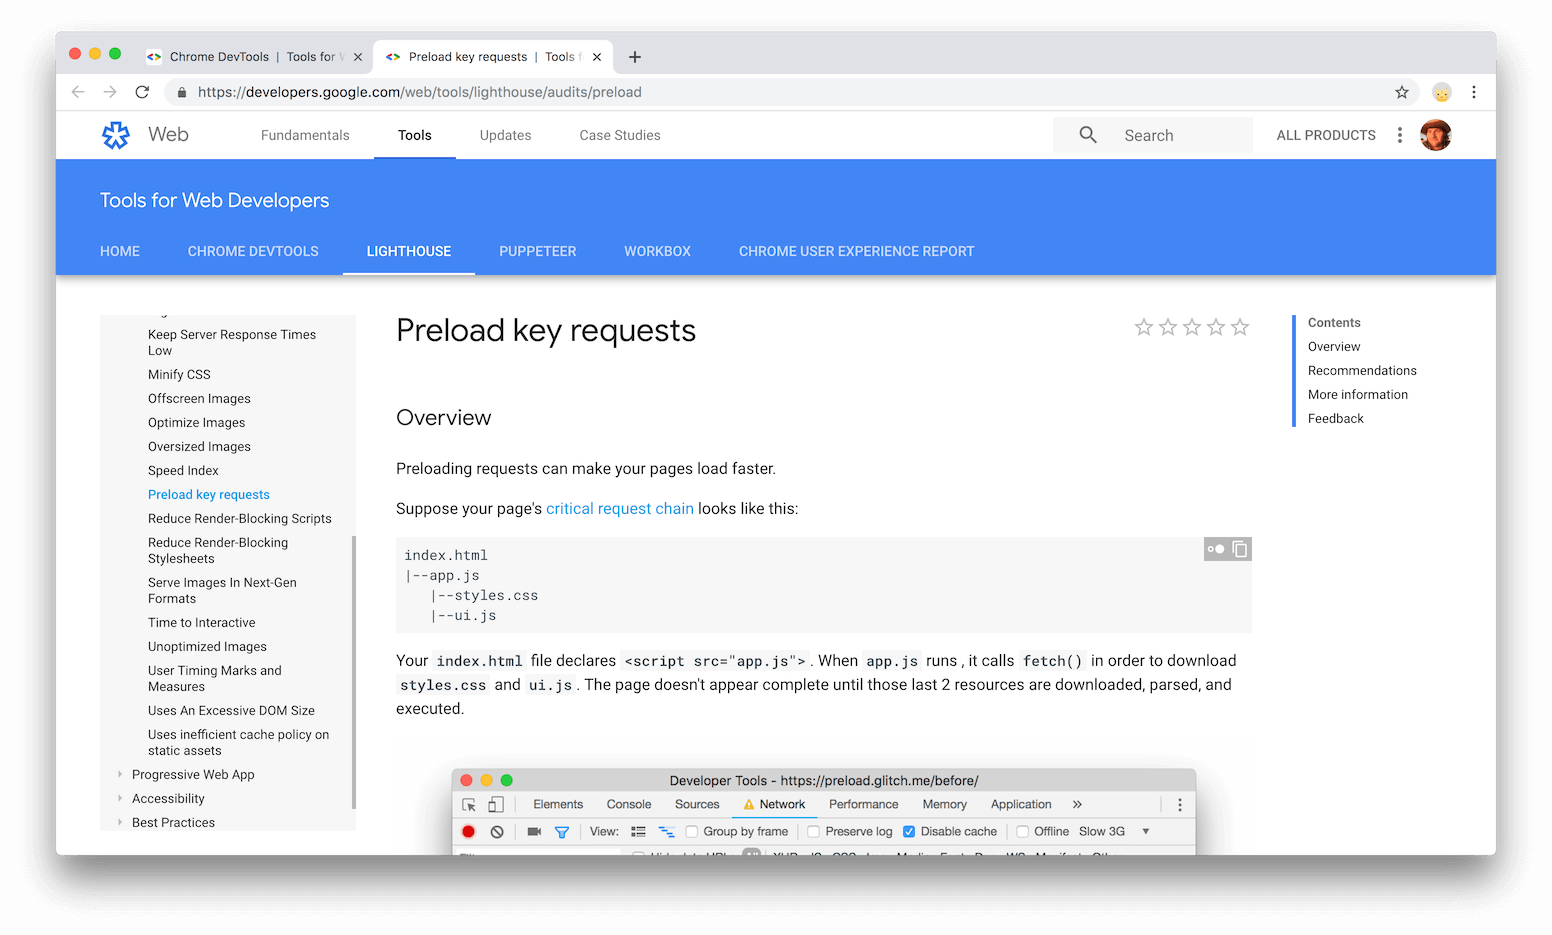 Chrome DevTools | Tools for W
Preload key requests | Tools f
https://developers.google.com/web/tools/lighthouse/audits/preload
Web
Fundamentals
Tools
Updates
Case Studies
Search
ALL PRODUCTS
Tools for Web Developers
HOME
CHROME DEVTOOLS
LIGHTHOUSE
PUPPETEER
WORKBOX
CHROME USER EXPERIENCE REPORT
Keep Server Response Times
Low
Minify CSS
Offscreen Images
Optimize Images
Oversized Images
Speed Index
Preload key requests
Reduce Render-Blocking Scripts
Reduce Render-Blocking
Stylesheets
Serve Images In Next-Gen
Formats
Time to Interactive
Unoptimized Images
User Timing Marks and
Measures
Uses An Excessive DOM Size
Uses inefficient cache policy on
static assets
Progressive Web App
Accessibility
Best Practices
Preload key requests
Overview
Preloading requests can make your pages load faster.
Suppose your page's critical request chain looks like this:
index.html
|--app.js
   |--styles.css
   |--ui.js
Your index.html file declares <script src="app.js">. When app.js runs , it calls fetch() in order to download
styles.css and ui.js. The page doesn't appear complete until those last 2 resources are downloaded, parsed, and
executed.
Developer Tools - https://preload.glitch.me/before/
Elements Console Sources Network Performance Memory Application »
View: Group by frame Preserve log Disable cache Offline Slow 3G
Contents
Overview
Recommendations
More information
Feedback